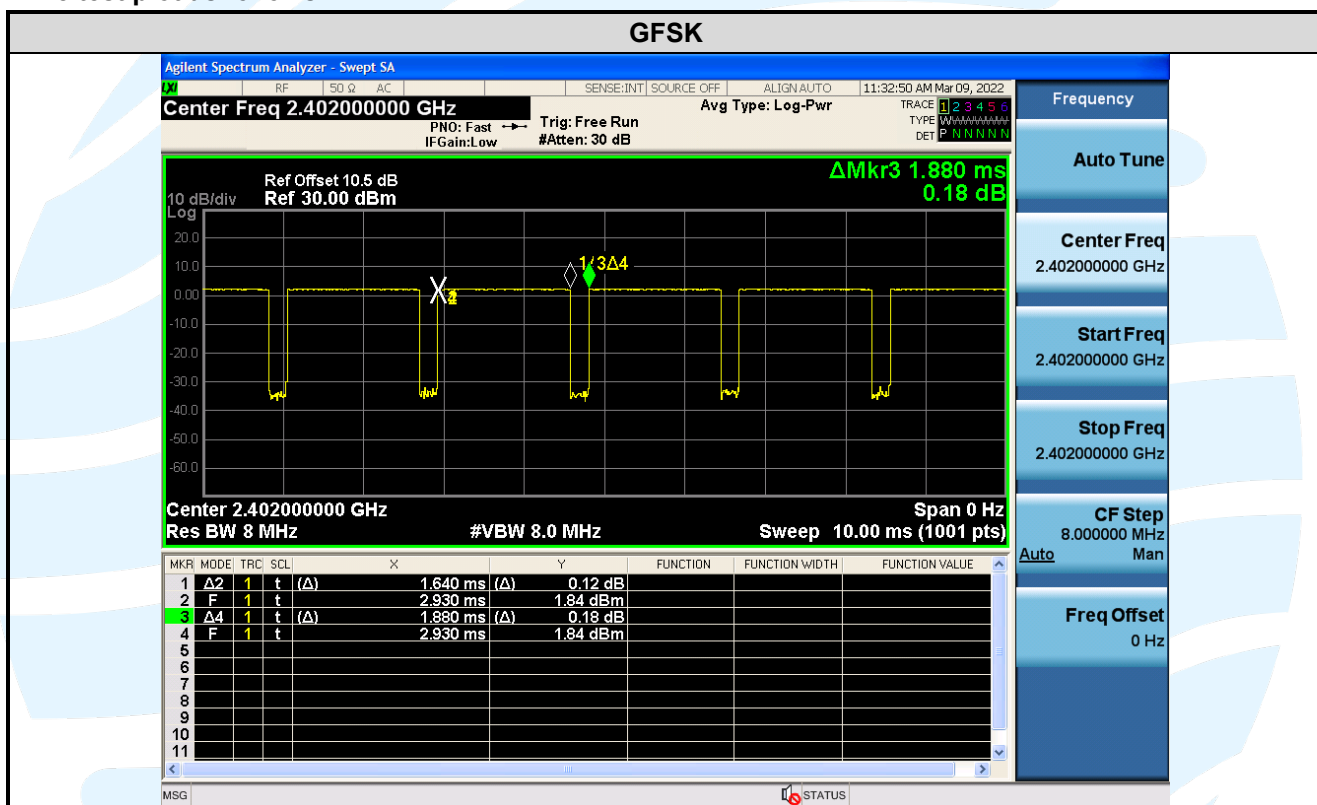 GFSK
Agilent Spectrum Analyzer - Swept SA
LXI RF 50 Ω AC SENSE:INT SOURCE OFF ALIGN AUTO 11:32:50 AM Mar 09, 2022
Center Freq 2.402000000 GHz
PNO: Fast
IFGain:Low
Trig: Free Run
#Atten: 30 dB
Avg Type: Log-Pwr
TRACE 1 2 3 4 5 6
TYPE
DET P N N N N N
ΔMkr3 1.880 ms
0.18 dB
Ref Offset 10.5 dB
10 dB/div Ref 30.00 dBm
Log
20.0
10.0
0.00
-10.0
-20.0
-30.0
-40.0
-50.0
-60.0
1/3Δ4
Center 2.402000000 GHz Span 0 Hz
Res BW 8 MHz #VBW 8.0 MHz Sweep 10.00 ms (1001 pts)
MKR MODE TRC SCL X Y FUNCTION FUNCTION WIDTH FUNCTION VALUE
1 Δ2 1 t (Δ) 1.640 ms (Δ) 0.12 dB
2 F 1 t 2.930 ms 1.84 dBm
3 Δ4 1 t (Δ) 1.880 ms (Δ) 0.18 dB
4 F 1 t 2.930 ms 1.84 dBm
5
6
7
8
9
10
11
MSG STATUS
Frequency
Auto Tune
Center Freq
2.402000000 GHz
Start Freq
2.402000000 GHz
Stop Freq
2.402000000 GHz
CF Step
8.000000 MHz
Auto Man
Freq Offset
0 Hz